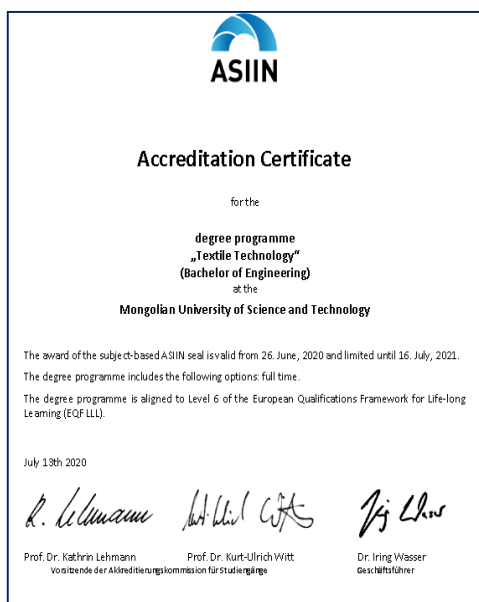 ASIIN
Accreditation Certificate
for the
degree programme
„Textile Technology“
(Bachelor of Engineering)
at the
Mongolian University of Science and Technology
The award of the subject-based ASIIN seal is valid from 26. June, 2020 and limited until 16. July, 2021.
The degree programme includes the following options: full time.
The degree programme is aligned to Level 6 of the European Qualifications Framework for Life-long
Learning (EQF LLL).
July 13th 2020
R. Lehmann
Prof. Dr. Kathrin Lehmann Prof. Dr. Kurt-Ulrich Witt Dr. Iring Wasser
Vorsitzende der Akkreditierungskommission für Studiengänge Geschäftsführer